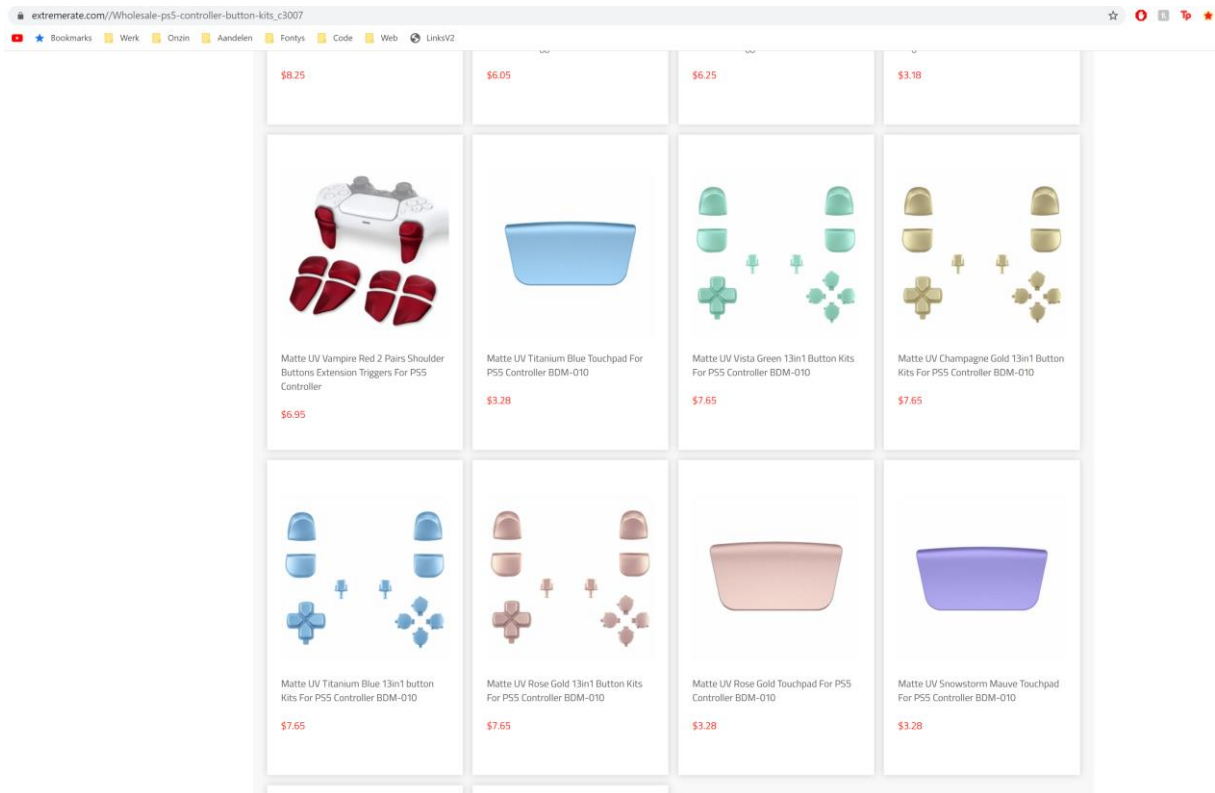 extremerate.com//Wholesale-ps5-controller-button-kits_c3007
Bookmarks Werk Onzin Aandelen Fontys Code Web LinksV2
$8.25 $6.05 $6.25 $3.18
Matte UV Vampire Red 2 Pairs Shoulder
Buttons Extension Triggers For PS5
Controller
$6.95
Matte UV Titanium Blue Touchpad For
PS5 Controller BDM-010
$3.28
Matte UV Vista Green 13in1 Button Kits
For PS5 Controller BDM-010
$7.65
Matte UV Champagne Gold 13in1 Button
Kits For PS5 Controller BDM-010
$7.65
Matte UV Titanium Blue 13in1 button
Kits For PS5 Controller BDM-010
$7.65
Matte UV Rose Gold 13in1 Button Kits
For PS5 Controller BDM-010
$7.65
Matte UV Rose Gold Touchpad For PS5
Controller BDM-010
$3.28
Matte UV Snowstorm Mauve Touchpad
For PS5 Controller BDM-010
$3.28